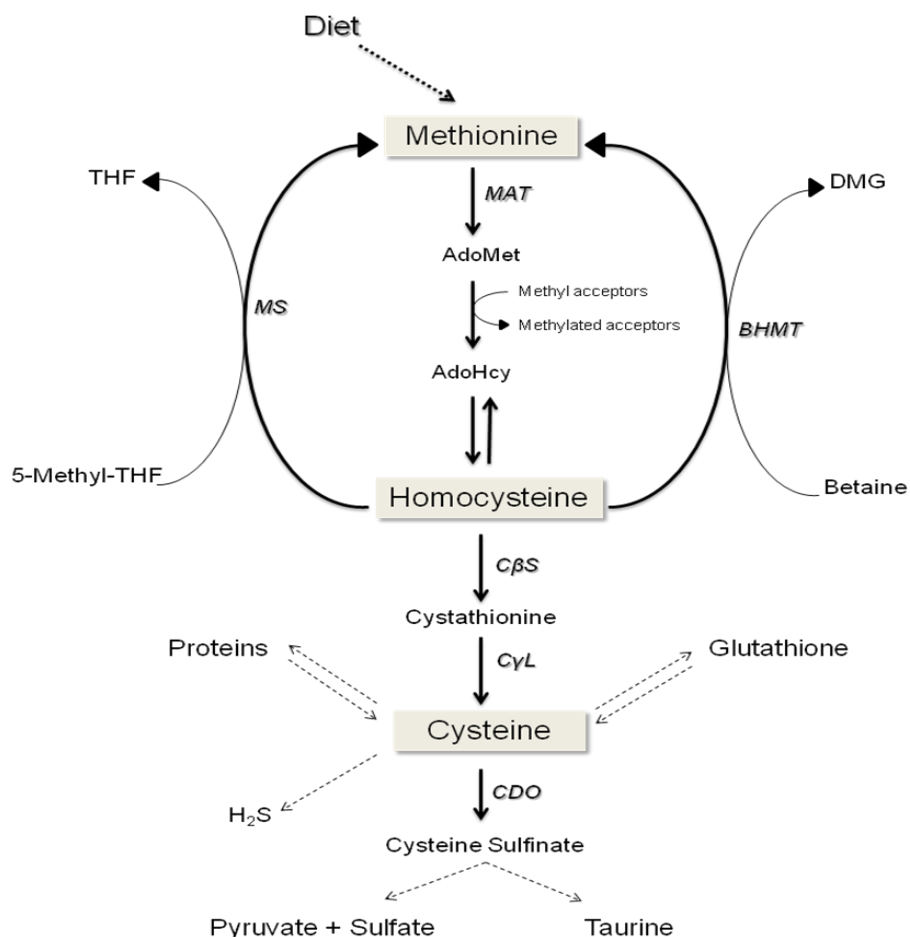 Diet
Methionine
THF
DMG
MAT
AdoMet
Methyl acceptors
MS
Methylated acceptors
BHMT
AdoHcy
5-Methyl-THF
Homocysteine
Betaine
CβS
Cystathionine
Proteins
Glutathione
CγL
Cysteine
CDO
H₂S
Cysteine Sulfinate
Pyruvate + Sulfate
Taurine